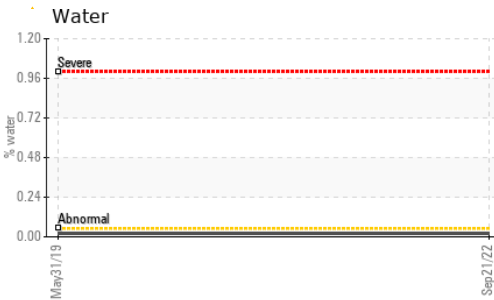 Water
1.20
Severe
0.96
0.72
% water
0.48
0.24
Abnormal
0.00
May31/19
Sep21/22